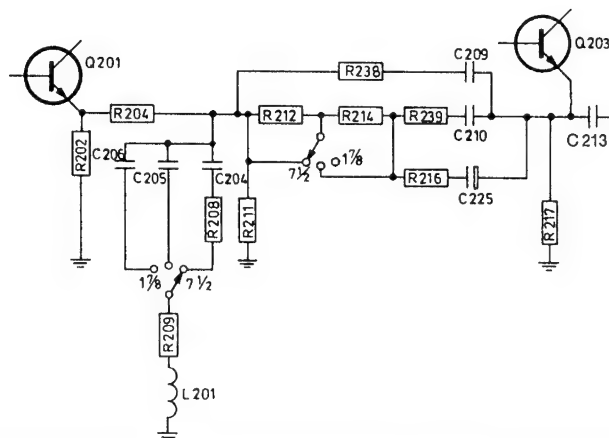 Q201
Q203
C209
R238
R204
R212
R214
R239
C210
C213
R202
C206
C205
C204
7½
1⅞
R216
C225
R208
R211
R217
1⅞
7½
R209
L201